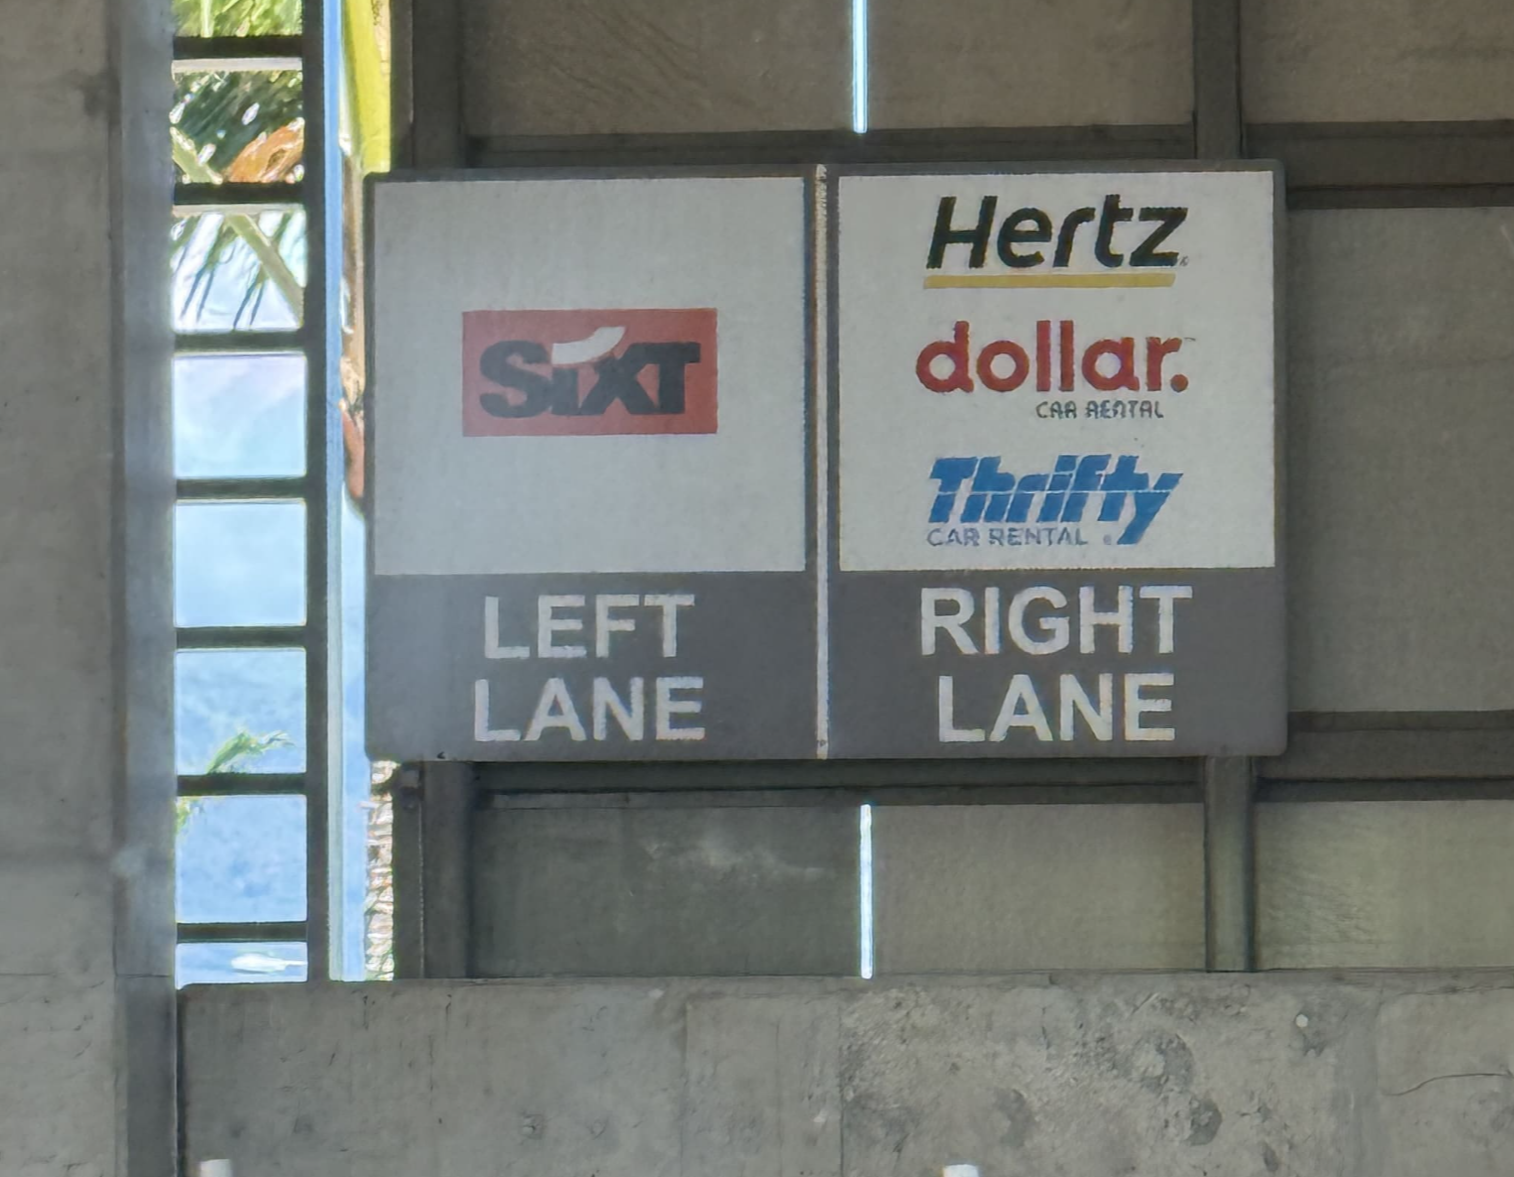 SIXT
LEFT
LANE
Hertz
dollar.
CAR RENTAL
Thrifty
CAR RENTAL
RIGHT
LANE